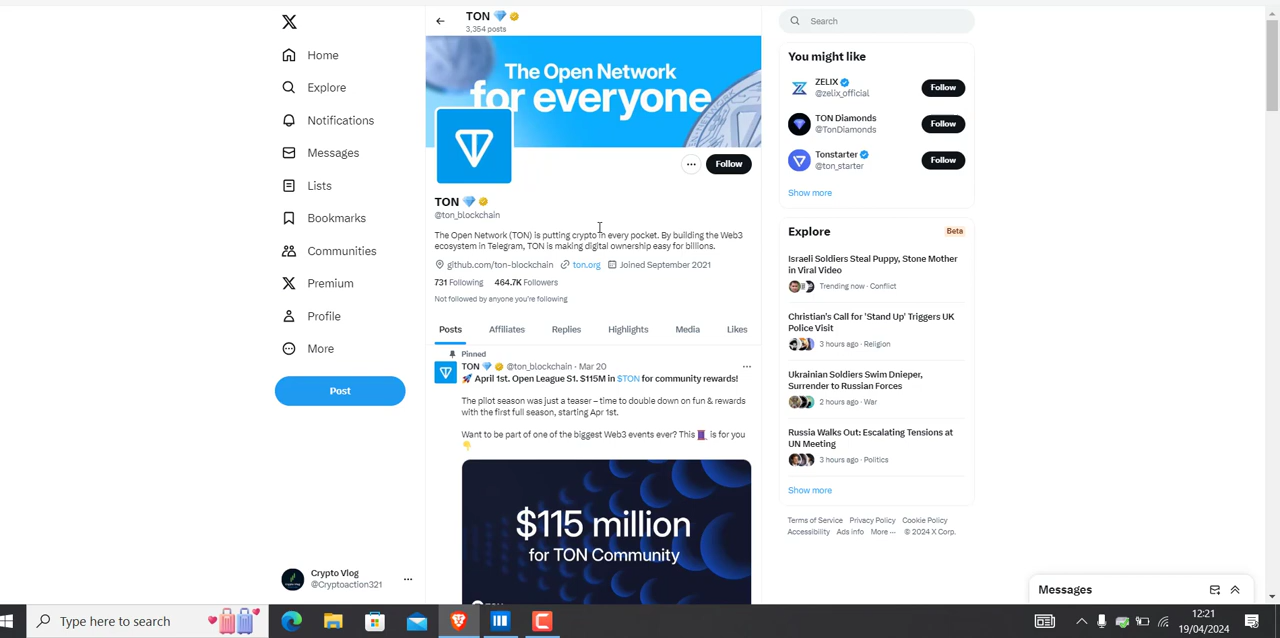 TON 💎
3,354 posts
The Open Network
for everyone
Follow
TON 💎
@ton_blockchain
The Open Network (TON) is putting crypto in every pocket. By building the Web3
ecosystem in Telegram, TON is making digital ownership easy for billions.
github.com/ton-blockchain ton.org Joined September 2021
731 Following 464.7K Followers
Not followed by anyone you're following
Posts Affiliates Replies Highlights Media Likes
Pinned
TON 💎 @ton_blockchain · Mar 20
🚀 April 1st. Open League S1. $115M in $TON for community rewards!
The pilot season was just a teaser – time to double down on fun & rewards
with the first full season, starting Apr 1st.
Want to be part of one of the biggest Web3 events ever? This 🧵 is for you
👇
$115 million
for TON Community
Home
Explore
Notifications
Messages
Lists
Bookmarks
Communities
Premium
Profile
More
Post
Crypto Vlog
@Cryptoaction321
Search
You might like
ZELIX
@zelix_official
Follow
TON Diamonds
@TonDiamonds
Follow
Tonstarter
@ton_starter
Follow
Show more
Explore Beta
Israeli Soldiers Steal Puppy, Stone Mother
in Viral Video
Trending now · Conflict
Christian's Call for 'Stand Up' Triggers UK
Police Visit
3 hours ago · Religion
Ukrainian Soldiers Swim Dnieper,
Surrender to Russian Forces
2 hours ago · War
Russia Walks Out: Escalating Tensions at
UN Meeting
3 hours ago · Politics
Show more
Terms of Service Privacy Policy Cookie Policy
Accessibility Ads info More ··· © 2024 X Corp.
Messages
Type here to search
12:21
19/04/2024